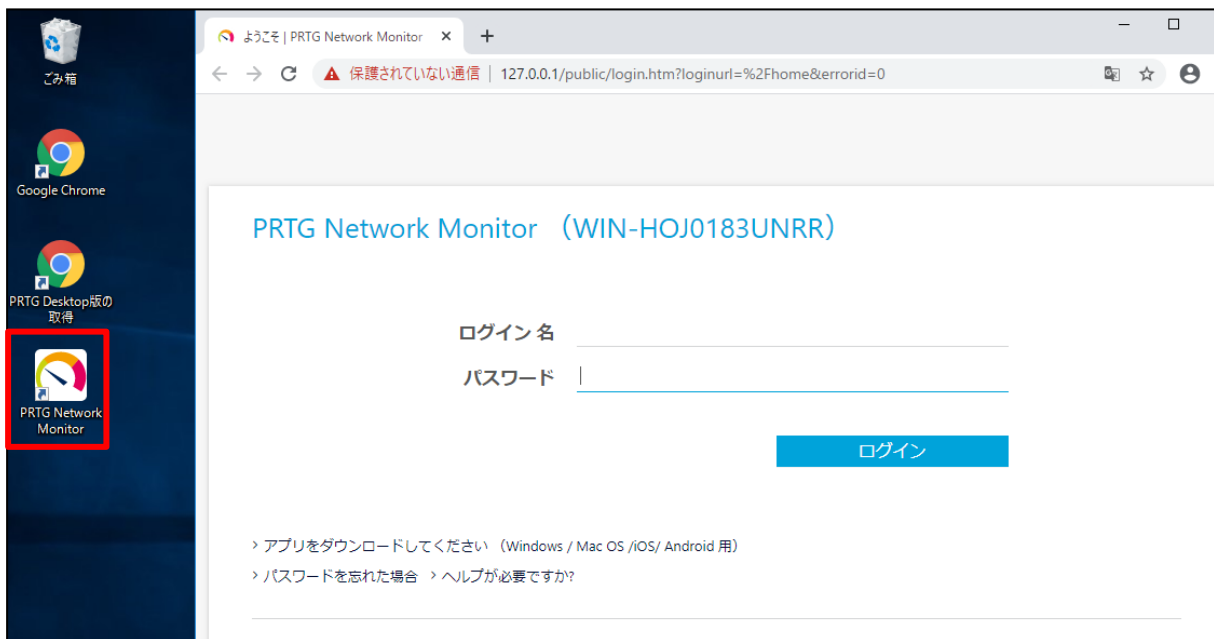 ごみ箱
Google Chrome
PRTG Desktop版の
取得
PRTG Network
Monitor
ようこそ | PRTG Network Monitor
保護されていない通信 | 127.0.0.1/public/login.htm?loginurl=%2Fhome&errorid=0
PRTG Network Monitor （WIN-HOJ0183UNRR）
ログイン 名
パスワード
ログイン
> アプリをダウンロードしてください （Windows / Mac OS /iOS/ Android 用）
> パスワードを忘れた場合 > ヘルプが必要ですか?